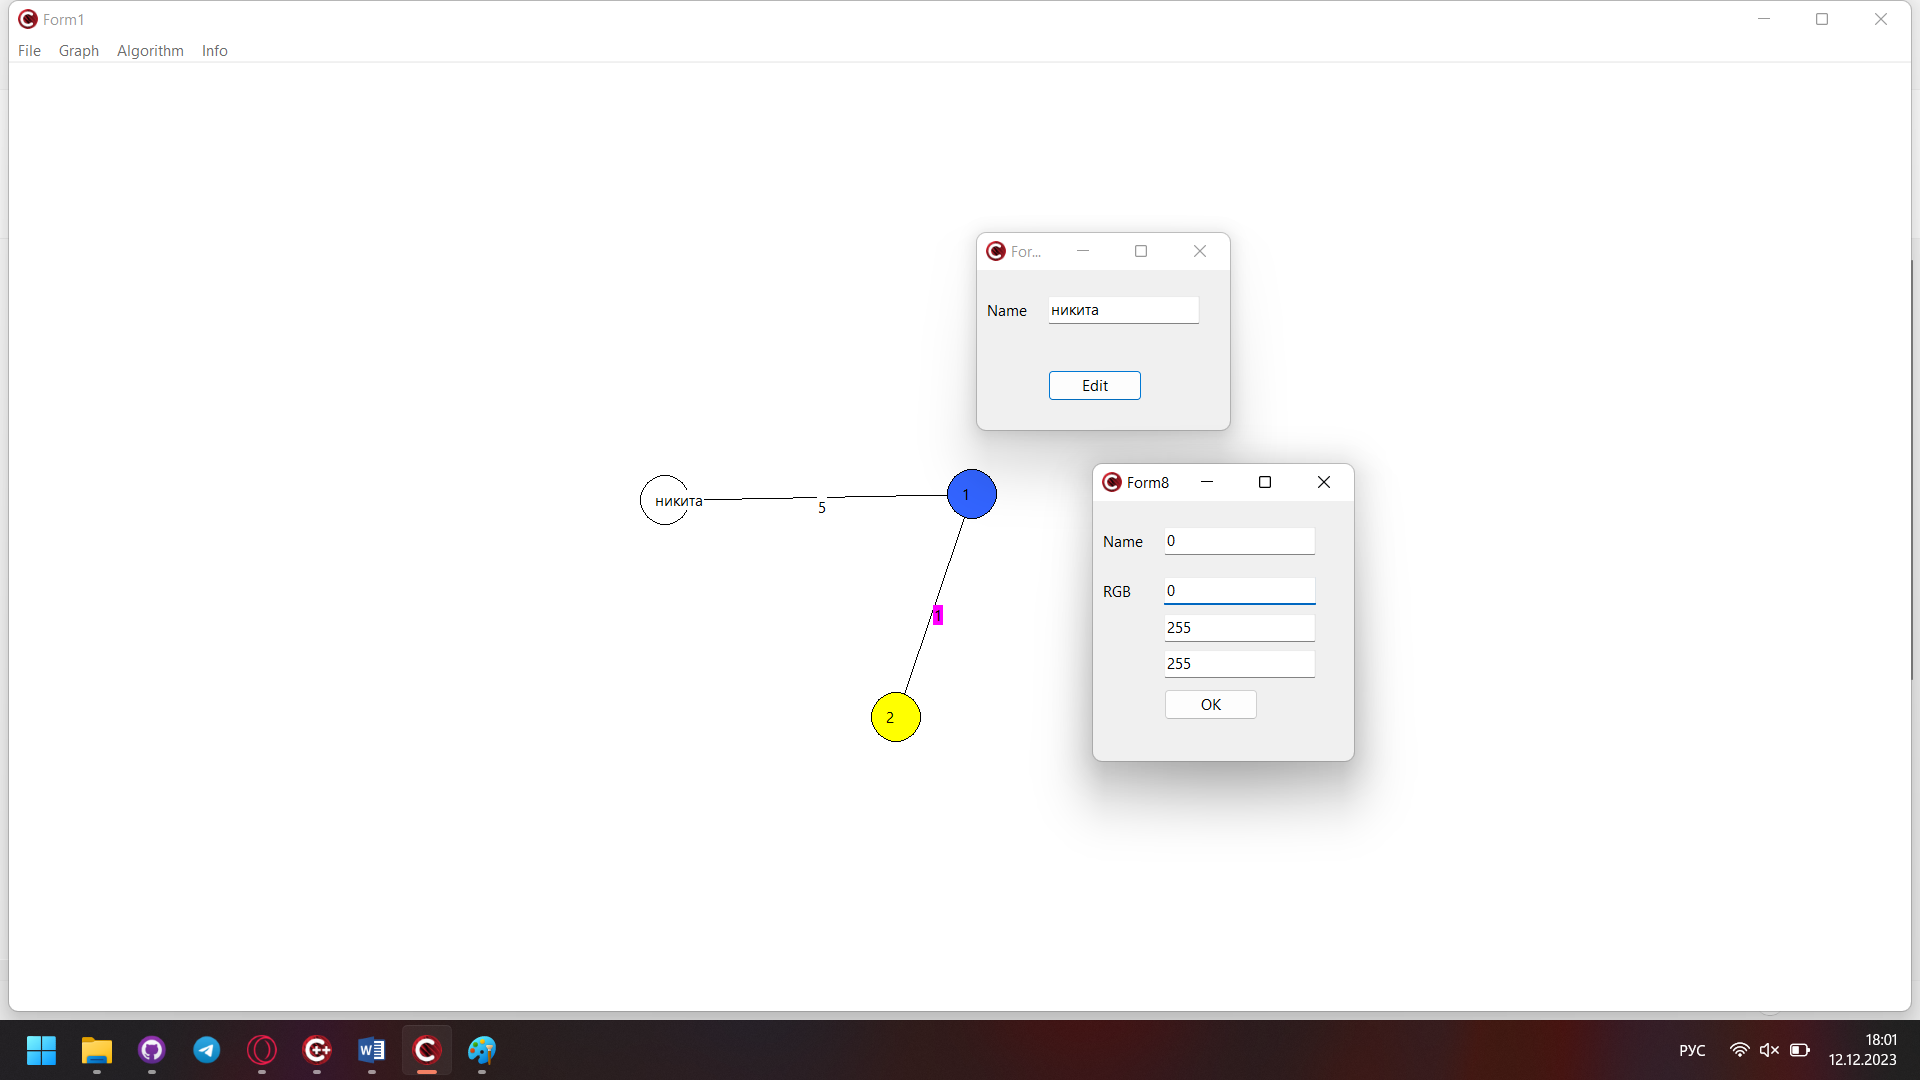 Form1
File Graph Algorithm Info
For...
Name никита
Edit
никита
5
1
Form8
Name 0
RGB 0
1
255
255
2
OK
РУС
18:01
12.12.2023